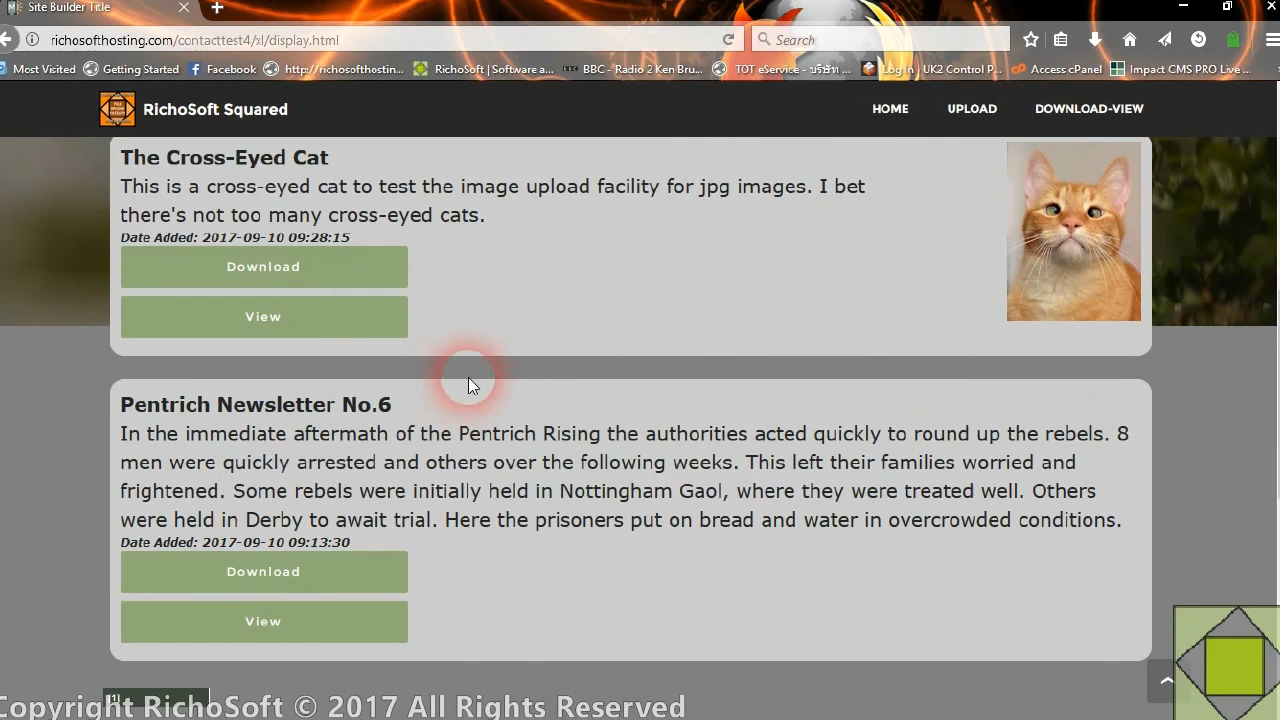 Site Builder Title
richosofthosting.com/contacttest4/xl/display.html
Search
Most Visited
Getting Started
Facebook
http://richosofthostin...
RichoSoft | Software a...
BBC - Radio 2 Ken Bru...
TOT eService - บริษัท ...
Log in
UK2 Control P...
Access cPanel
Impact CMS PRO Live ...
RichoSoft Squared
HOME
UPLOAD
DOWNLOAD-VIEW
The Cross-Eyed Cat
This is a cross-eyed cat to test the image upload facility for jpg images. I bet
there's not too many cross-eyed cats.
Date Added: 2017-09-10 09:28:15
Download
View
Pentrich Newsletter No.6
In the immediate aftermath of the Pentrich Rising the authorities acted quickly to round up the rebels. 8
men were quickly arrested and others over the following weeks. This left their families worried and
frightened. Some rebels were initially held in Nottingham Gaol, where they were treated well. Others
were held in Derby to await trial. Here the prisoners put on bread and water in overcrowded conditions.
Date Added: 2017-09-10 09:13:30
Download
View
Copyright RichoSoft © 2017 All Rights Reserved